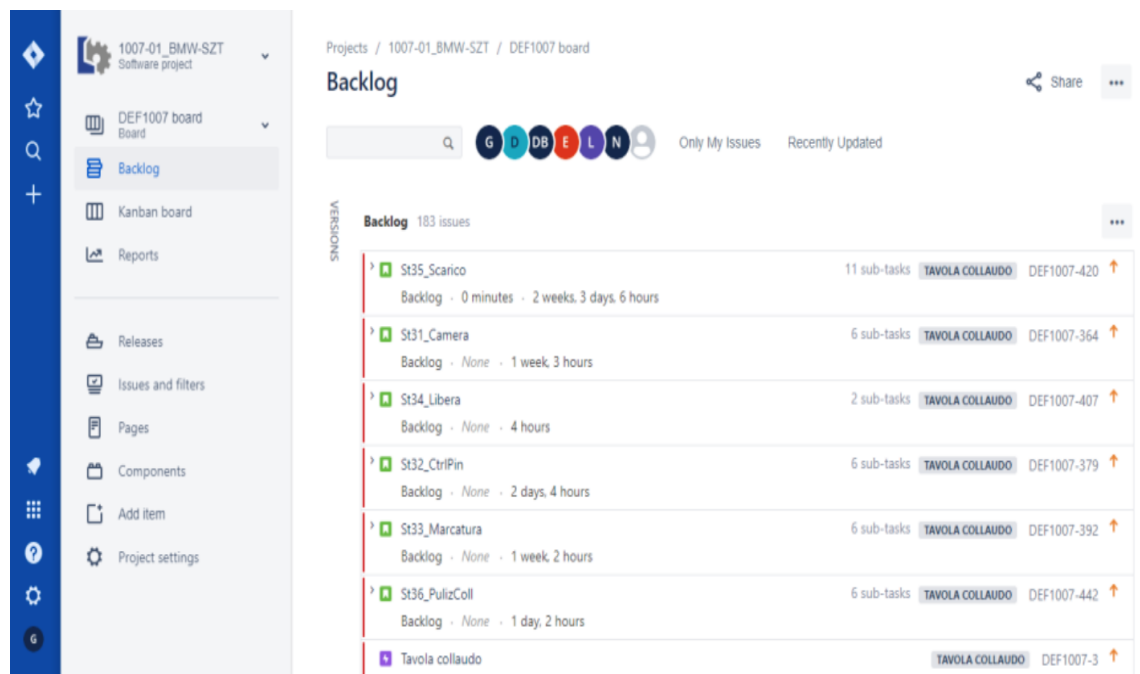 1007-01_BMW-SZT
Software project
DEF1007 board
Board
Backlog
Kanban board
Reports
Releases
Issues and filters
Pages
Components
Add item
Project settings
G
Projects / 1007-01_BMW-SZT / DEF1007 board
Backlog
Share
G D DB E L N
Only My Issues Recently Updated
VERSIONS
Backlog 183 issues
St35_Scarico 11 sub-tasks TAVOLA COLLAUDO DEF1007-420
Backlog · 0 minutes · 2 weeks, 3 days, 6 hours
St31_Camera 6 sub-tasks TAVOLA COLLAUDO DEF1007-364
Backlog · None · 1 week, 3 hours
St34_Libera 2 sub-tasks TAVOLA COLLAUDO DEF1007-407
Backlog · None · 4 hours
St32_CtrlPin 6 sub-tasks TAVOLA COLLAUDO DEF1007-379
Backlog · None · 2 days, 4 hours
St33_Marcatura 6 sub-tasks TAVOLA COLLAUDO DEF1007-392
Backlog · None · 1 week, 2 hours
St36_PulizColl 6 sub-tasks TAVOLA COLLAUDO DEF1007-442
Backlog · None · 1 day, 2 hours
Tavola collaudo TAVOLA COLLAUDO DEF1007-3